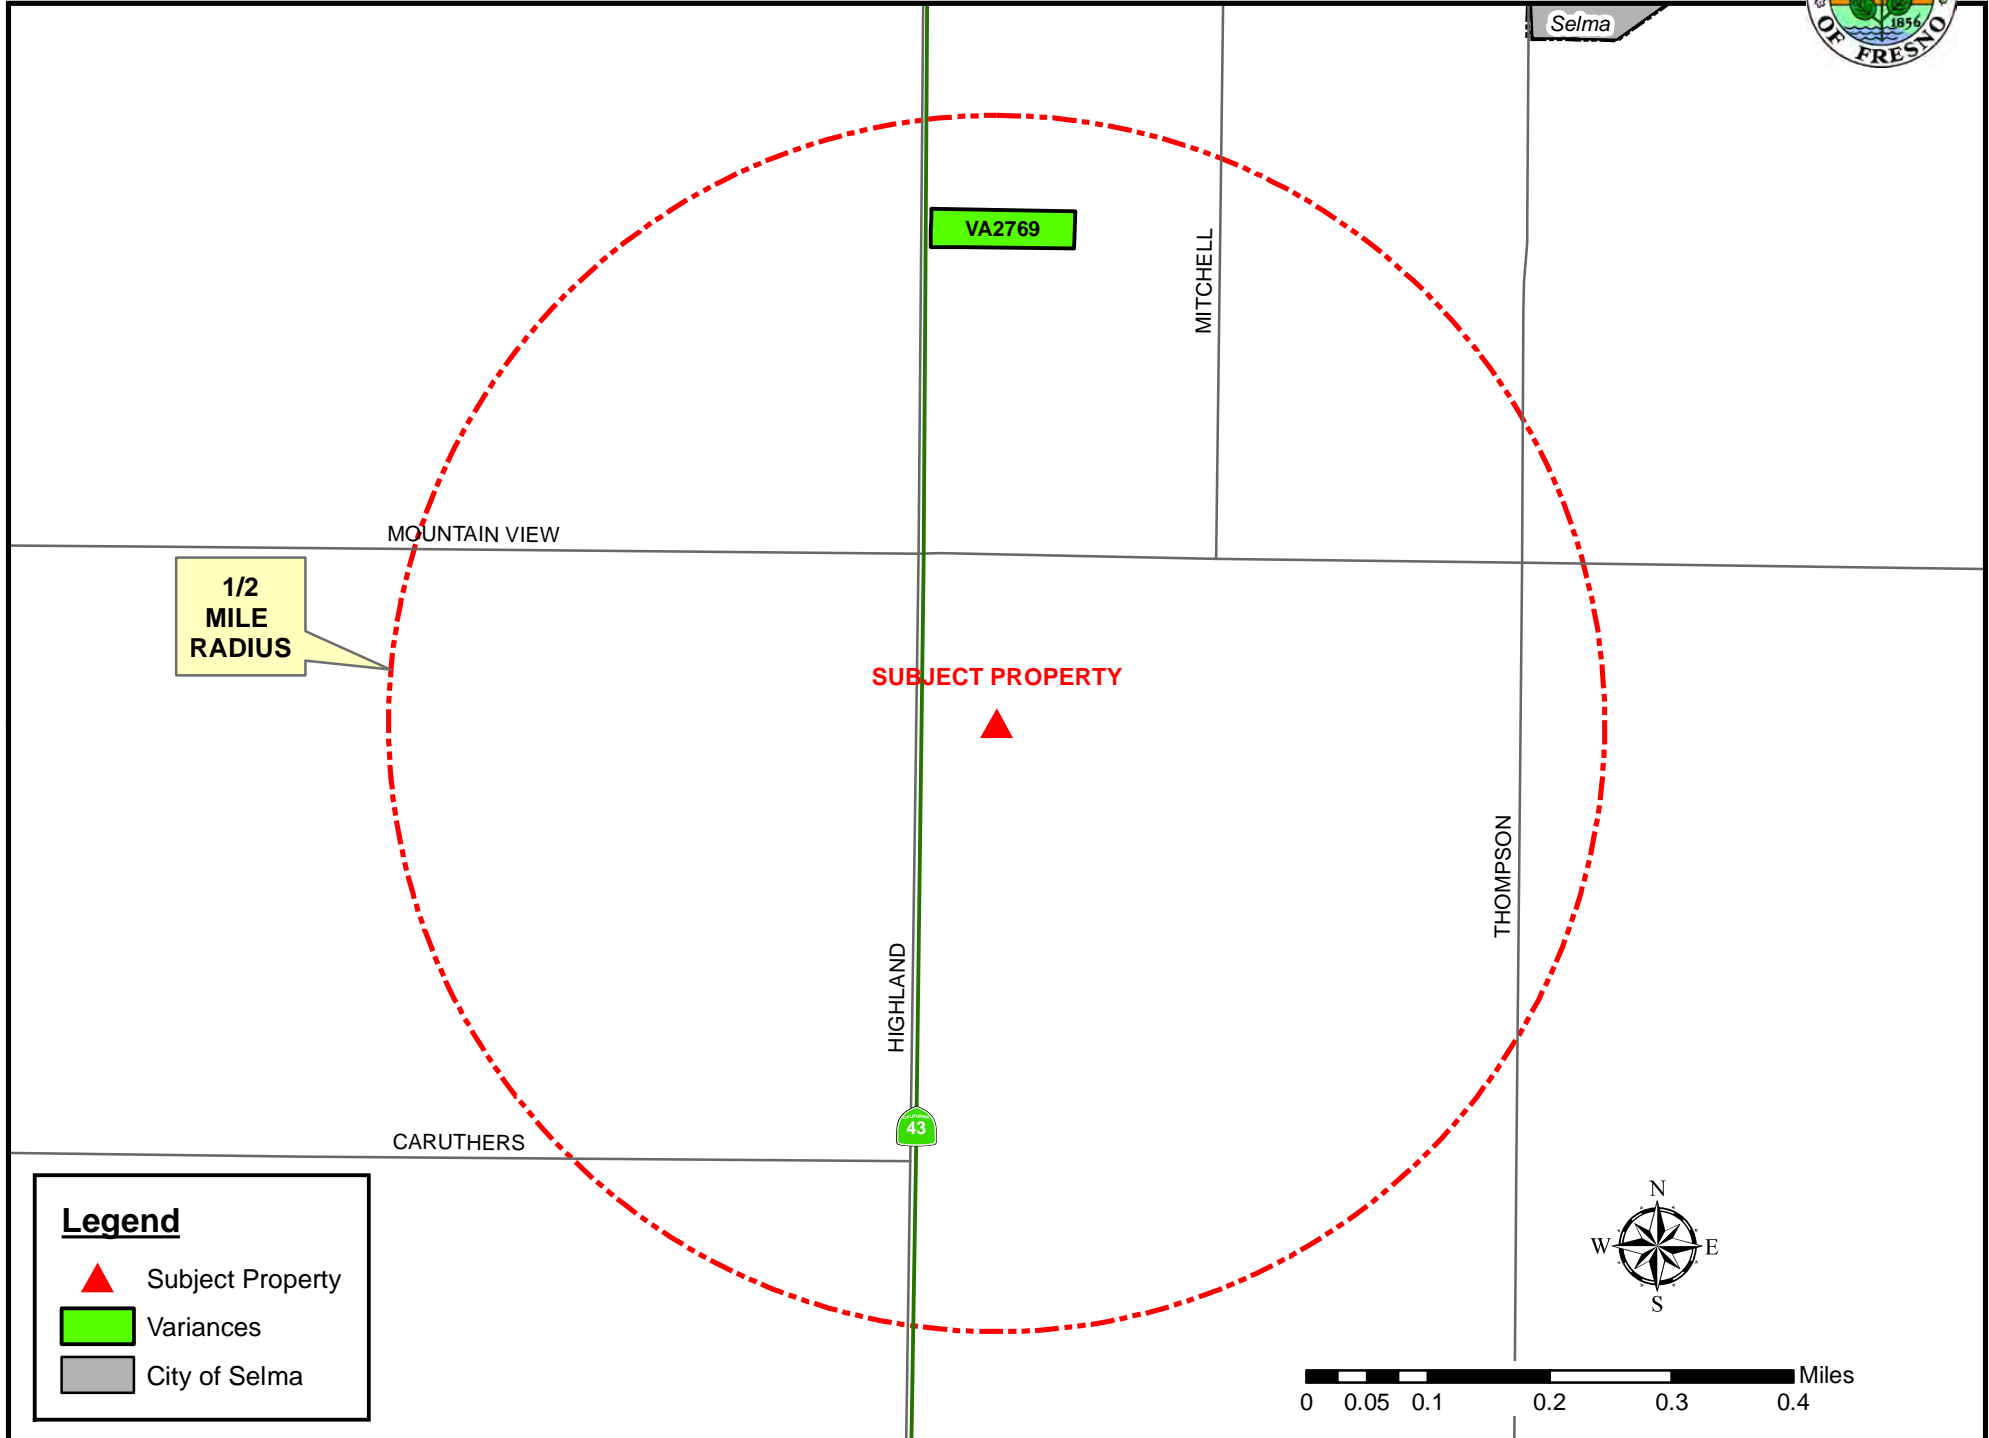 Selma
1856
OF FRESNO
VA2769
MITCHELL
MOUNTAIN VIEW
1/2
MILE
RADIUS
SUBJECT PROPERTY
THOMPSON
HIGHLAND
CALIFORNIA
43
CARUTHERS
N
W
E
S
Legend
Subject Property
Variances
City of Selma
Miles
0 0.05 0.1 0.2 0.3 0.4